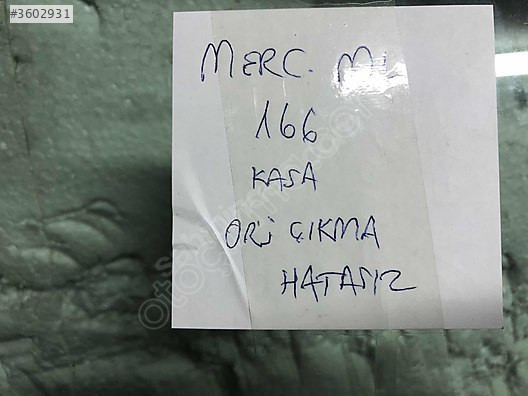 #3602931
MERC. ML
166
KASA
ORJ ÇIKMA
HATASIZ